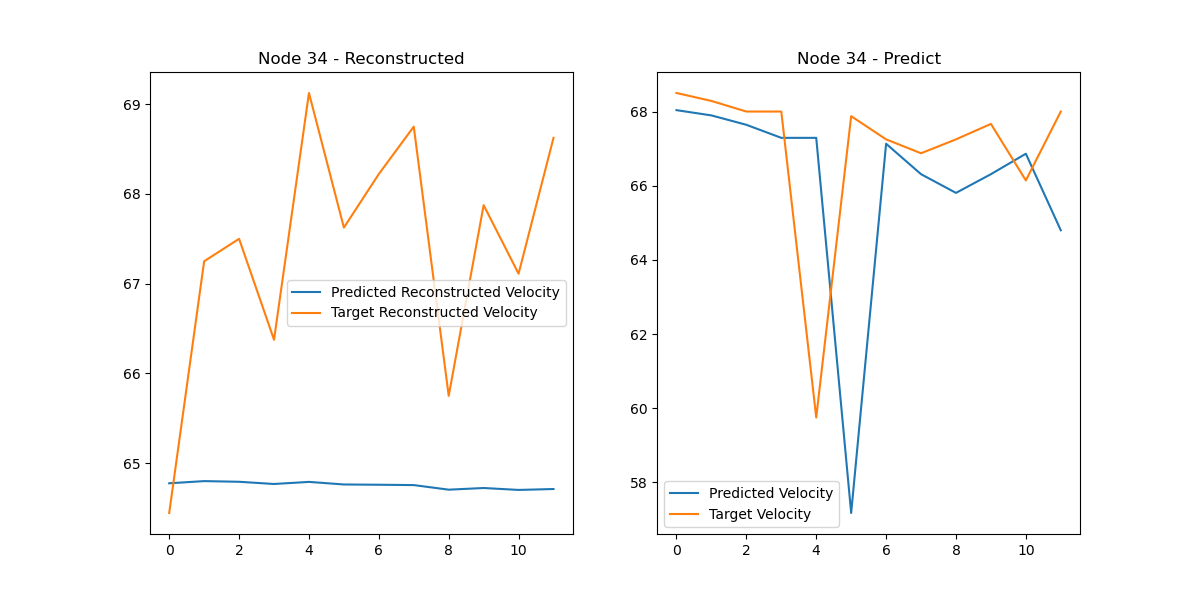 Node 34 - Reconstructed
69
68
67
66
65
0 2 4 6 8 10
Predicted Reconstructed Velocity
Target Reconstructed Velocity
Node 34 - Predict
68
66
64
62
60
58
0 2 4 6 8 10
Predicted Velocity
Target Velocity